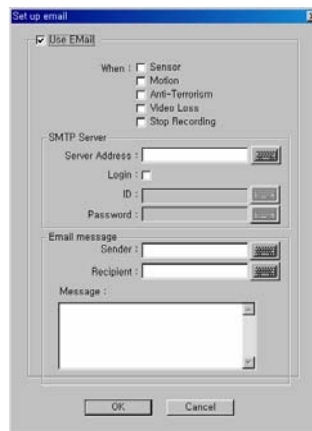 Set up email
Use EMail
When : Sensor
Motion
Anti-Terrorism
Video Loss
Stop Recording
SMTP Server
Server Address :
Login :
ID :
Password :
Email message
Sender :
Recipient :
Message :
OK Cancel